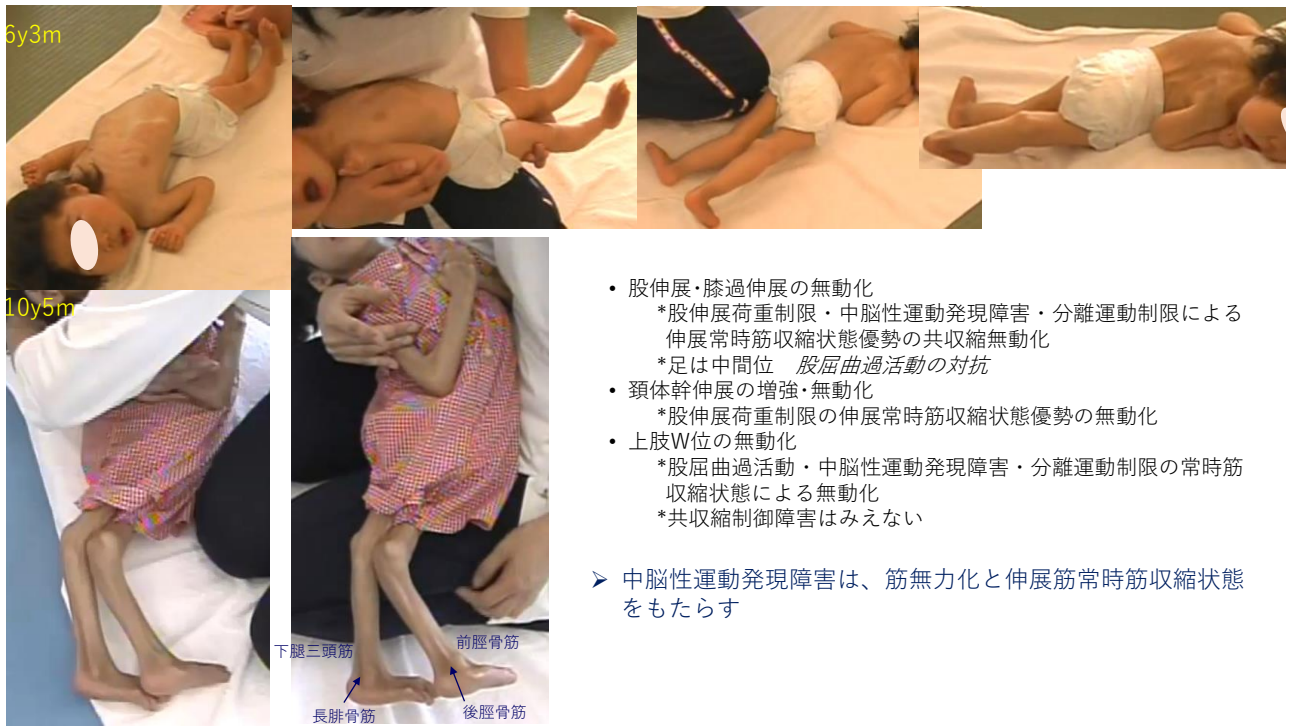 6y3m
10y5m
• 股伸展･膝過伸展の無動化
*股伸展荷重制限・中脳性運動発現障害・分離運動制限による
伸展常時筋収縮状態優勢の共収縮無動化
*足は中間位　股屈曲過活動の対抗
• 頚体幹伸展の増強･無動化
*股伸展荷重制限の伸展常時筋収縮状態優勢の無動化
• 上肢W位の無動化
*股屈曲過活動・中脳性運動発現障害・分離運動制限の常時筋
収縮状態による無動化
*共収縮制御障害はみえない
➢ 中脳性運動発現障害は、筋無力化と伸展筋常時筋収縮状態
をもたらす
下腿三頭筋
前脛骨筋
長腓骨筋
後脛骨筋